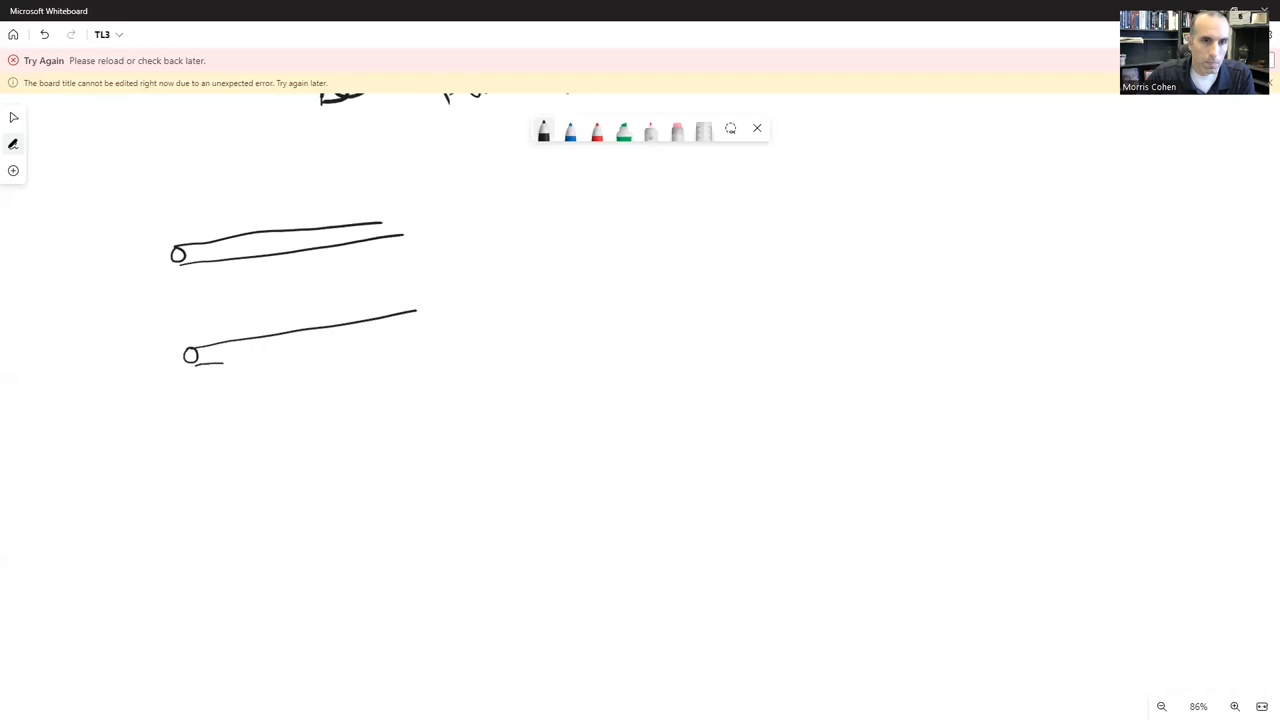 Microsoft Whiteboard
TL3
Try Again Please reload or check back later.
The board title cannot be edited right now due to an unexpected error. Try again later.
Morris Cohen
86%